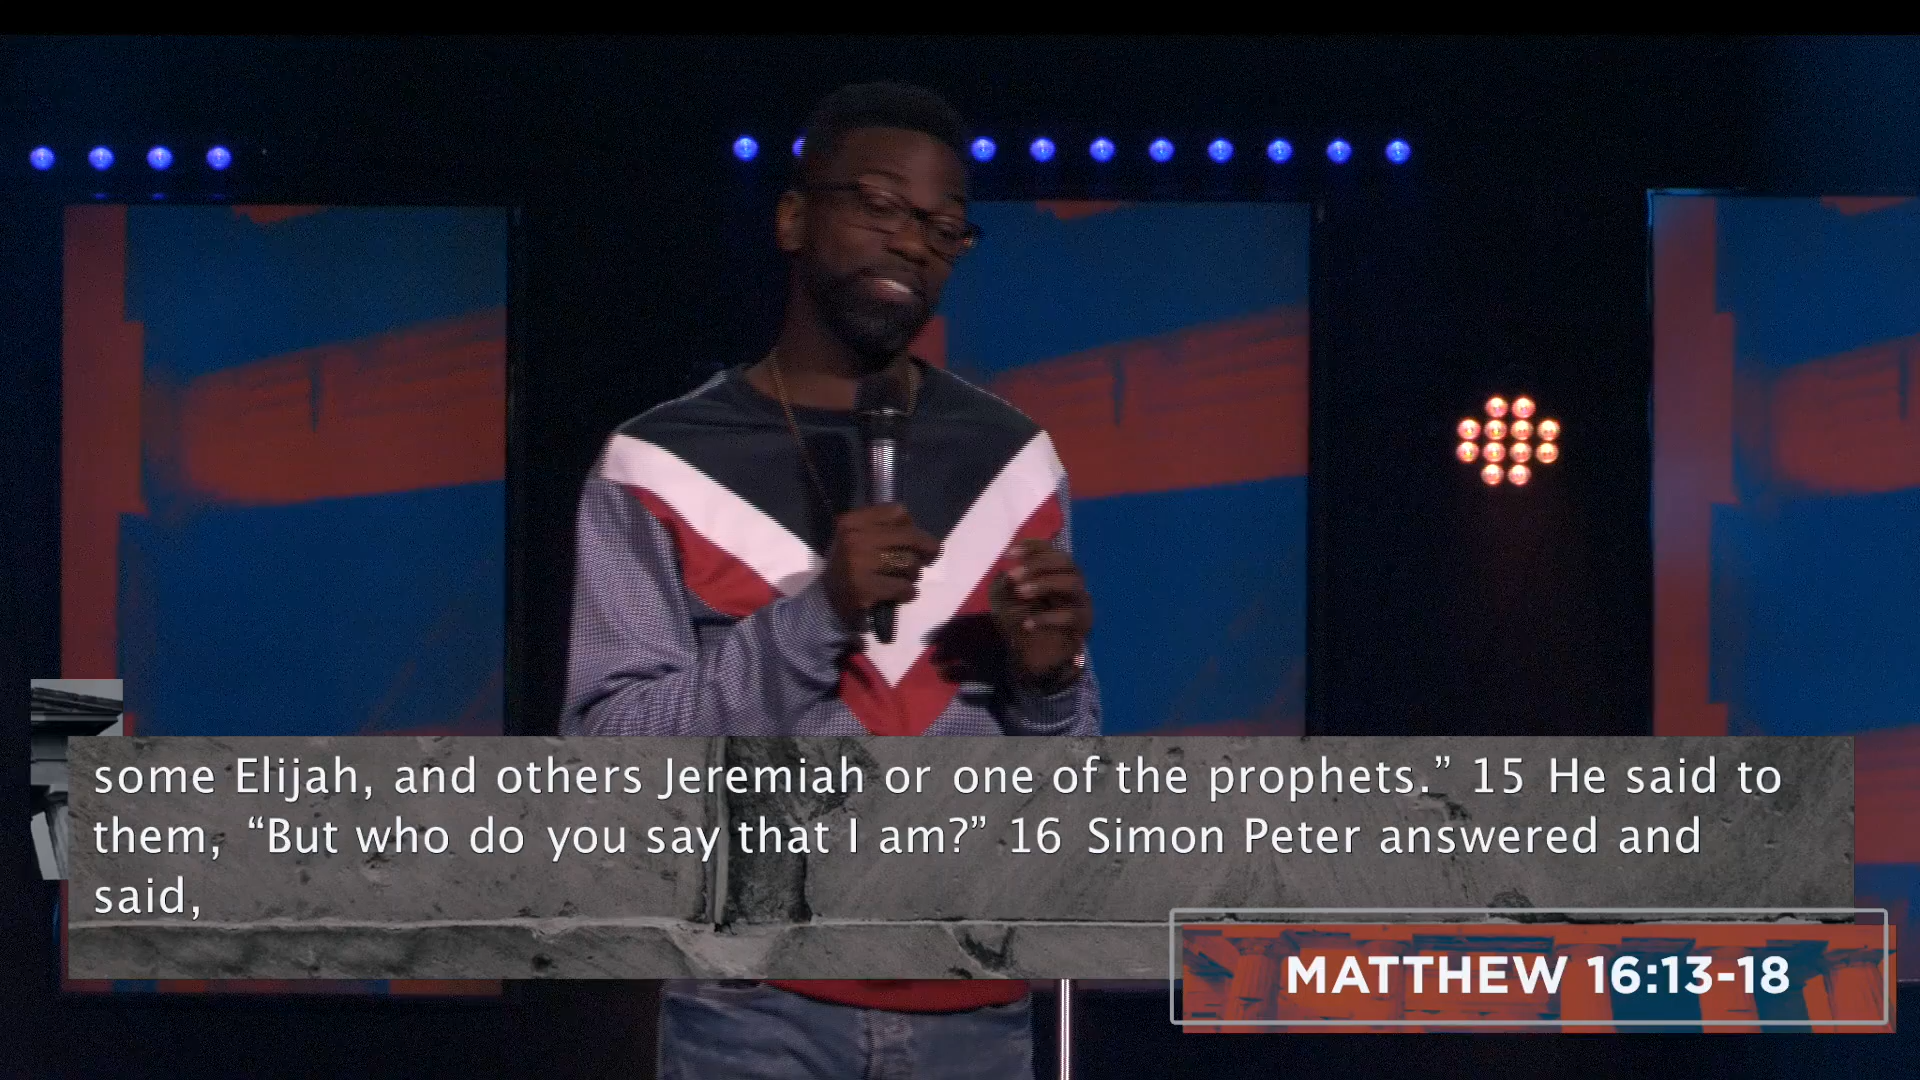 some Elijah, and others Jeremiah or one of the prophets.” 15 He said to
them, “But who do you say that I am?” 16 Simon Peter answered and
said,
MATTHEW 16:13-18